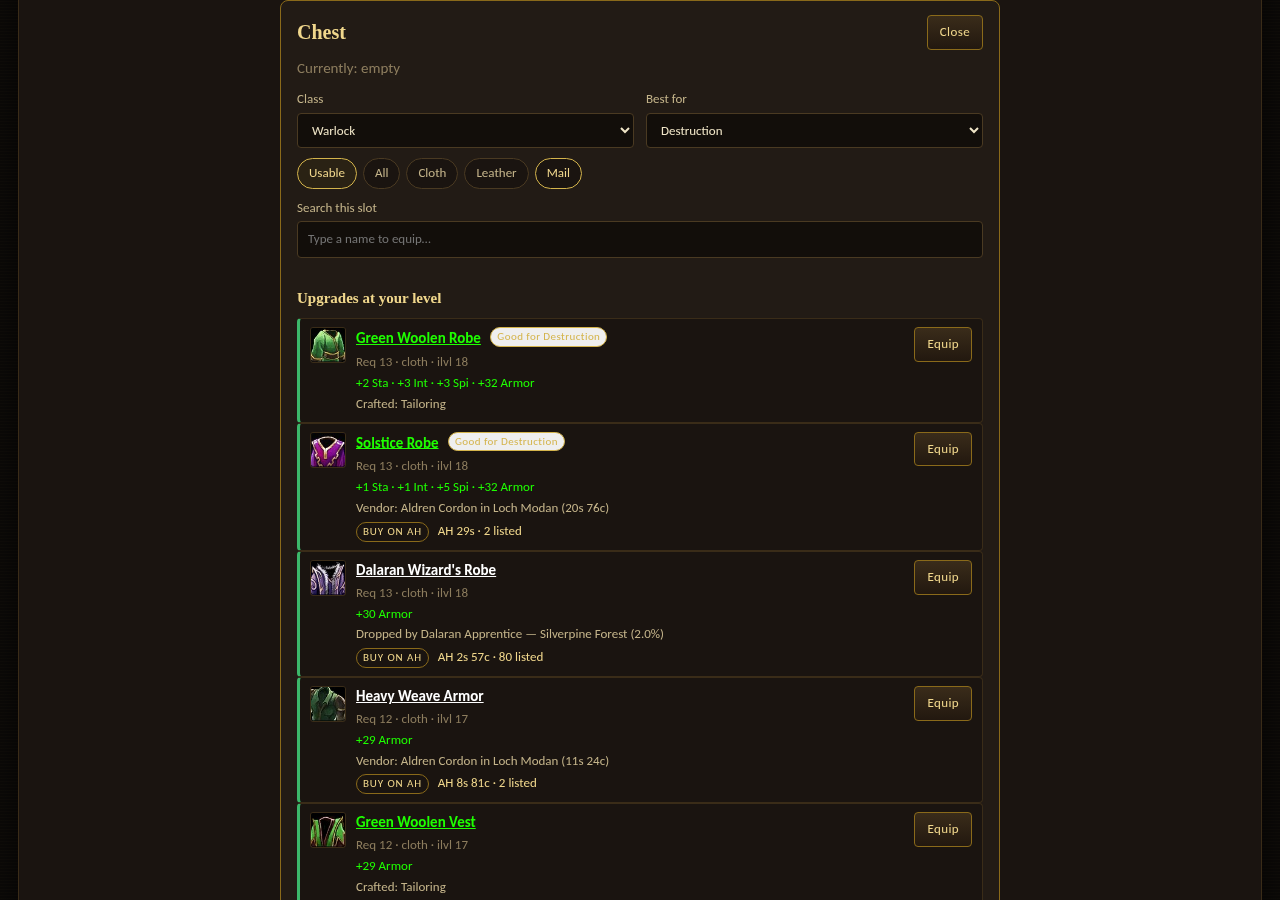 Chest
Close
Currently: empty
Class
Best for
Warlock
Destruction
Usable
All
Cloth
Leather
Mail
Search this slot
Type a name to equip...
Upgrades at your level
Green Woolen Robe Good for Destruction
Equip
Req 13 · cloth · ilvl 18
+2 Sta · +3 Int · +3 Spi · +32 Armor
Crafted: Tailoring
Solstice Robe Good for Destruction
Equip
Req 13 · cloth · ilvl 18
+1 Sta · +1 Int · +5 Spi · +32 Armor
Vendor: Aldren Cordon in Loch Modan (20s 76c)
BUY ON AH AH 29s · 2 listed
Dalaran Wizard's Robe
Equip
Req 13 · cloth · ilvl 18
+30 Armor
Dropped by Dalaran Apprentice — Silverpine Forest (2.0%)
BUY ON AH AH 2s 57c · 80 listed
Heavy Weave Armor
Equip
Req 12 · cloth · ilvl 17
+29 Armor
Vendor: Aldren Cordon in Loch Modan (11s 24c)
BUY ON AH AH 8s 81c · 2 listed
Green Woolen Vest
Equip
Req 12 · cloth · ilvl 17
+29 Armor
Crafted: Tailoring